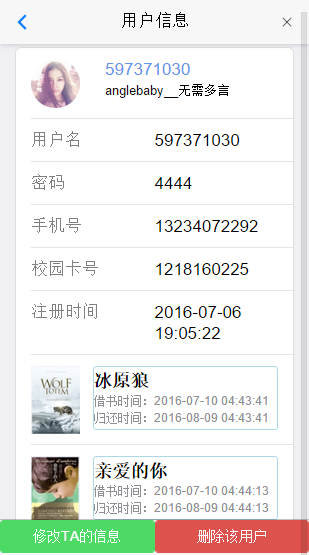 用户信息
597371030
anglebaby__无需多言
用户名 597371030
密码 4444
手机号 13234072292
校园卡号 1218160225
注册时间 2016-07-06
19:05:22
WOLF
TOTEM
冰原狼
借书时间：2016-07-10 04:43:41
归还时间：2016-08-09 04:43:41
亲爱的你
借书时间：2016-07-10 04:44:13
归还时间：2016-08-09 04:44:13
修改TA的信息 删除该用户